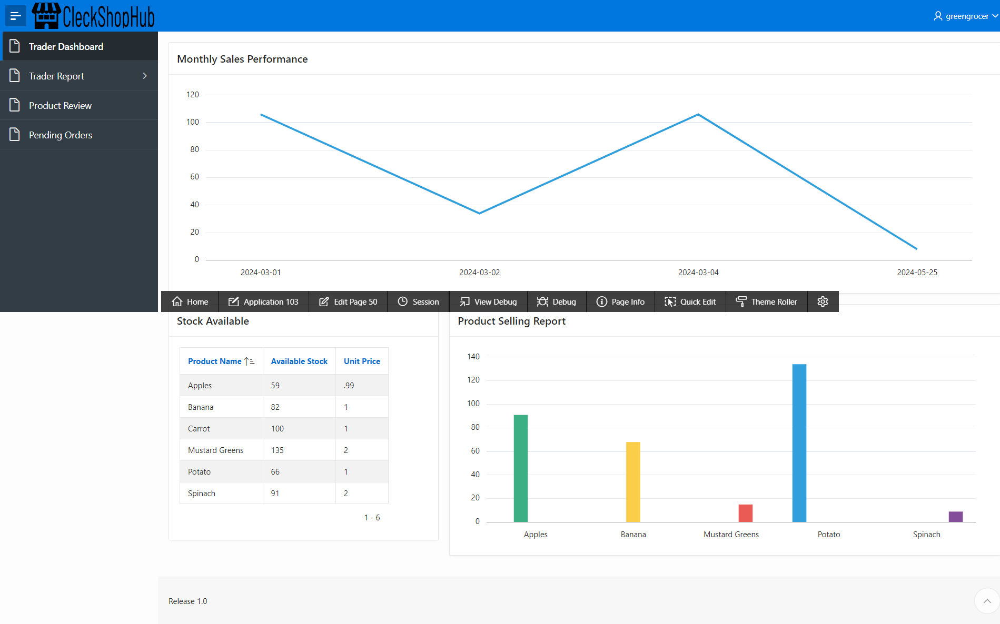 CleckShopHub
greengrocer
Trader Dashboard
Trader Report
Product Review
Pending Orders
Monthly Sales Performance
120
100
80
60
40
20
0
2024-03-01 2024-03-02 2024-03-04 2024-05-25
Home Application 103 Edit Page 50 Session View Debug Debug Page Info Quick Edit Theme Roller
Stock Available
Product Name Available Stock Unit Price
Apples 59 .99
Banana 82 1
Carrot 100 1
Mustard Greens 135 2
Potato 66 1
Spinach 91 2
1 - 6
Product Selling Report
140
120
100
80
60
40
20
0
Apples Banana Mustard Greens Potato Spinach
Release 1.0